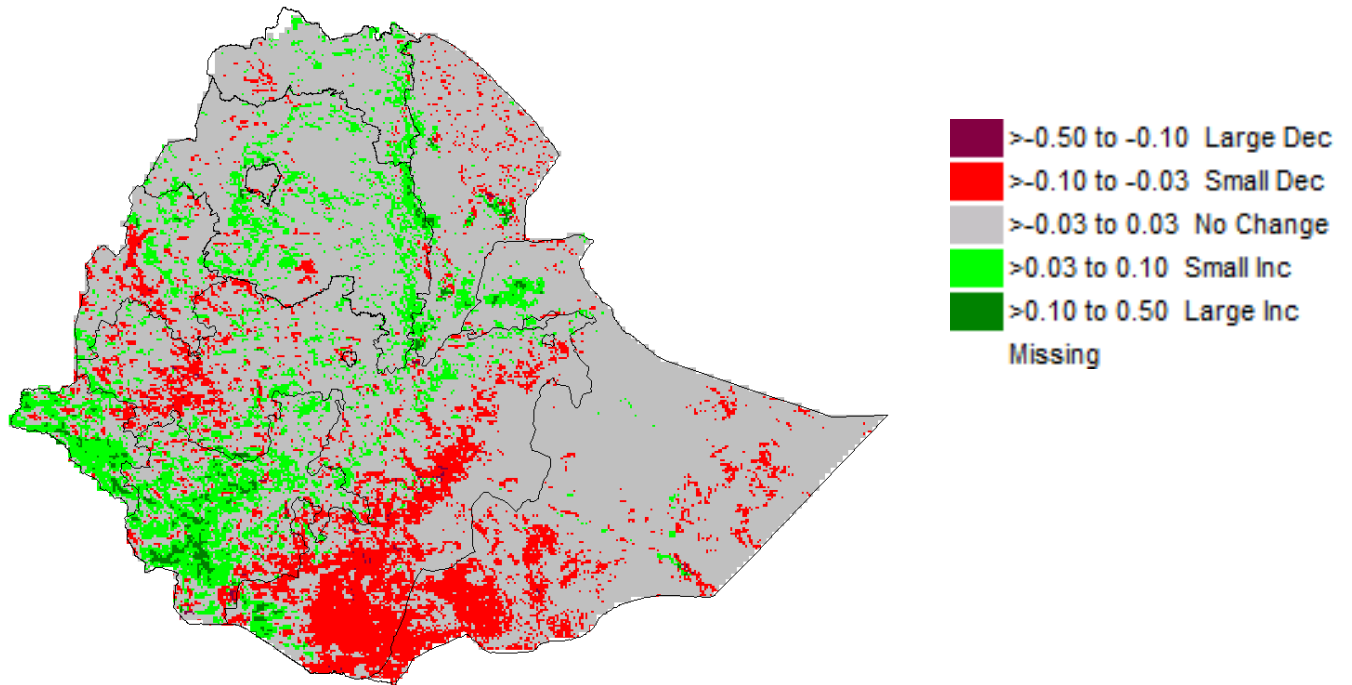 >-0.50 to -0.10 Large Dec
>-0.10 to -0.03 Small Dec
>-0.03 to 0.03 No Change
>0.03 to 0.10 Small Inc
>0.10 to 0.50 Large Inc
Missing